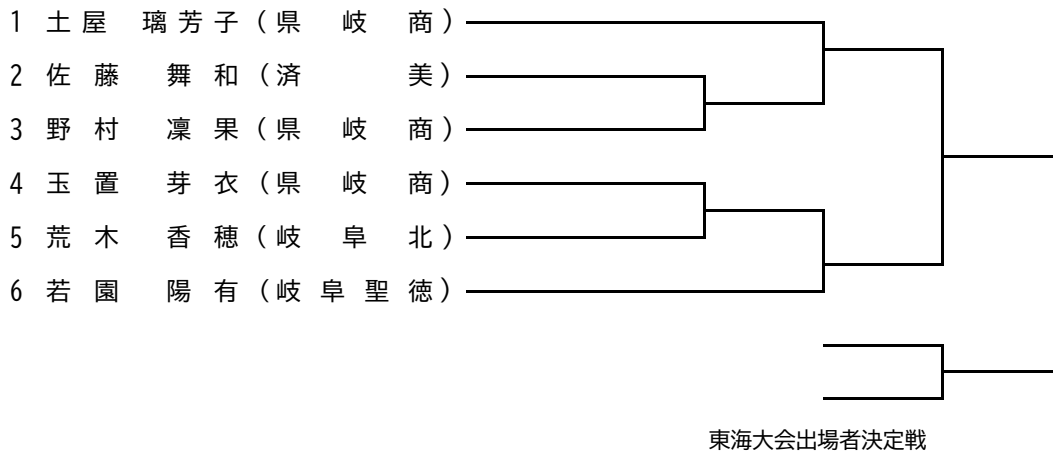 1 土屋 璃芳子(県岐商)
2 佐藤 舞和(済美)
3 野村 凜果(県岐商)
4 玉置 芽衣(県岐商)
5 荒木 香穂(岐阜北)
6 若園 陽有(岐阜聖徳)
東海大会出場者決定戦